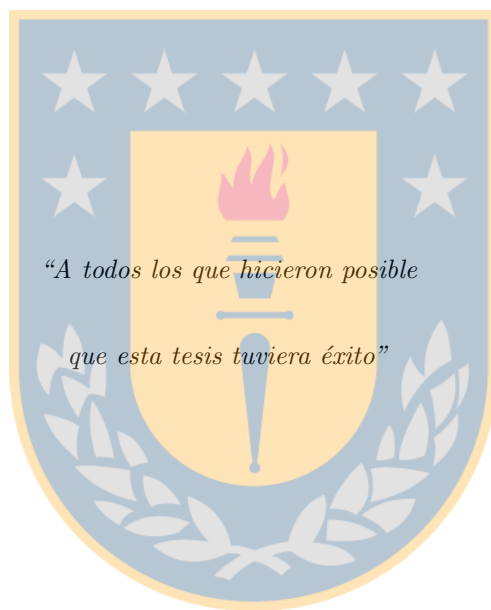 “A todos los que hicieron posible
que esta tesis tuviera éxito”